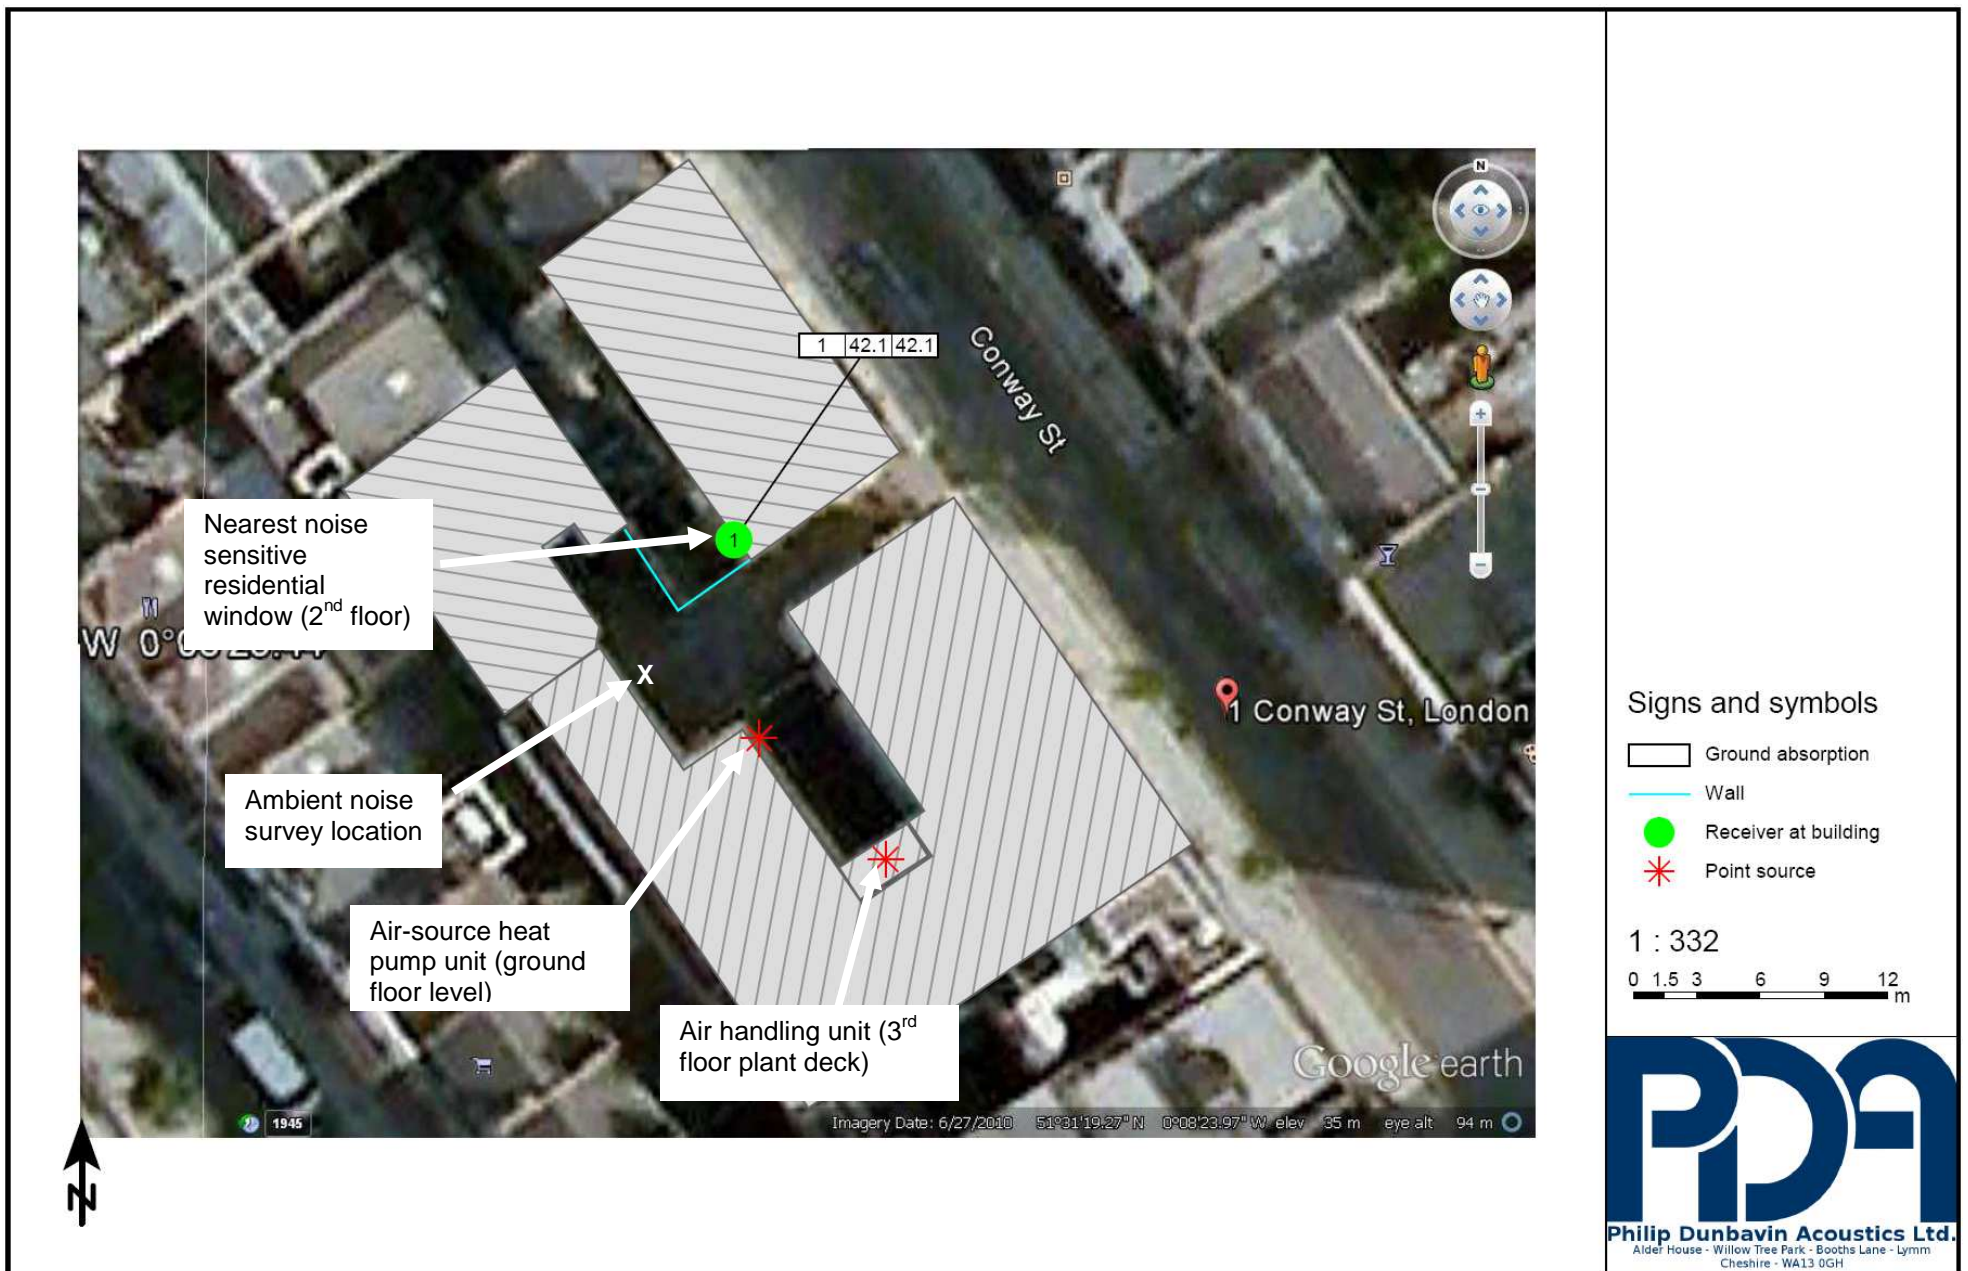 N
1 42.1 42.1
Conway St
Nearest noise
sensitive
residential
window (2nd floor)
1
W 0°
X
1 Conway St, London
Ambient noise
survey location
Air-source heat
pump unit (ground
floor level)
Air handling unit (3rd
floor plant deck)
Google earth
1945
Imagery Date: 6/27/2010 51°31'19.27" N 0°08'23.97" W elev 35 m eye alt 94 m
N
Signs and symbols
Ground absorption
Wall
Receiver at building
Point source
1 : 332
0 1.5 3 6 9 12
m
PDA
Philip Dunbavin Acoustics Ltd.
Alder House - Willow Tree Park - Booths Lane - Lymm
Cheshire - WA13 0GH